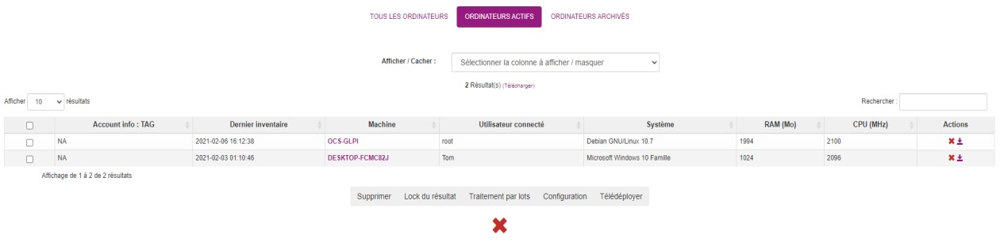 TOUS LES ORDINATEURS ORDINATEURS ACTIFS ORDINATEURS ARCHIVÉS
Afficher / Cacher : Sélectionner la colonne à afficher / masquer
2 Résultat(s) (Télécharger)
Afficher 10 résultats Rechercher :
Account info : TAG Dernier inventaire Machine Utilisateur connecté Système RAM (Mo) CPU (MHz) Actions
NA 2021-02-06 16:12:38 OCS-GLPI root Debian GNU/Linux 10.7 1994 2100
NA 2021-02-03 01:10:46 DESKTOP-FCMC82J Tom Microsoft Windows 10 Famille 1024 2096
Affichage de 1 à 2 de 2 résultats
Supprimer Lock du résultat Traitement par lots Configuration Télédéployer